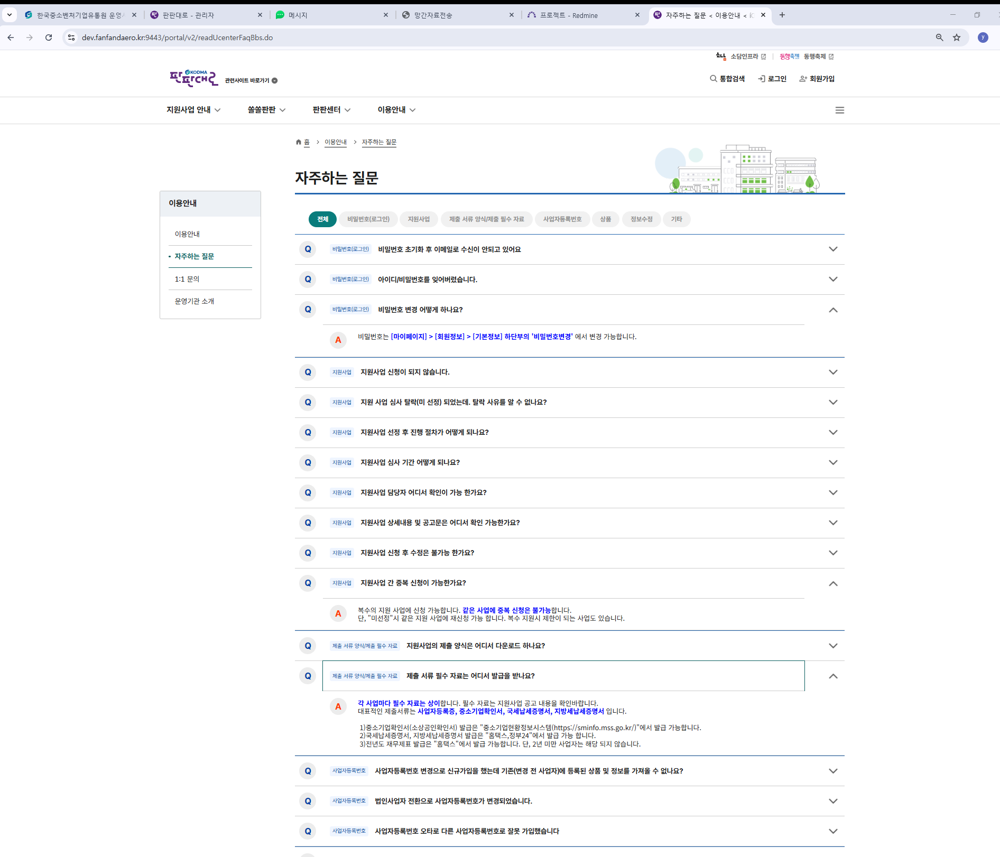 한국중소벤처기업유통원 운영
판판대로 - 관리자
메시지
망간자료전송
프로젝트 - Redmine
자주하는 질문 < 이용안내 <
dev.fanfandaero.kr:9443/portal/v2/readUcenterFaqBbs.do
y
소담 소담인프라
동행축제 동행축제
KODMA
판판대로
관련사이트 바로가기
통합검색
로그인
회원가입
지원사업 안내
쏠쏠판판
판판센터
이용안내
홈 > 이용안내 > 자주하는 질문
자주하는 질문
이용안내
이용안내
자주하는 질문
1:1 문의
운영기관 소개
전체
비밀번호(로그인)
지원사업
제출 서류 양식/제출 필수 자료
사업자등록번호
상품
정보수정
기타
Q 비밀번호(로그인) 비밀번호 초기화 후 이메일로 수신이 안되고 있어요
Q 비밀번호(로그인) 아이디/비밀번호를 잊어버렸습니다.
Q 비밀번호(로그인) 비밀번호 변경 어떻게 하나요?
A 비밀번호는 [마이페이지] > [회원정보] > [기본정보] 하단부의 '비밀번호변경' 에서 변경 가능합니다.
Q 지원사업 지원사업 신청이 되지 않습니다.
Q 지원사업 지원 사업 심사 탈락(미 선정) 되었는데. 탈락 사유를 알 수 없나요?
Q 지원사업 지원사업 선정 후 진행 절차가 어떻게 되나요?
Q 지원사업 지원사업 심사 기간 어떻게 되나요?
Q 지원사업 지원사업 담당자 어디서 확인이 가능 한가요?
Q 지원사업 지원사업 상세내용 및 공고문은 어디서 확인 가능한가요?
Q 지원사업 지원사업 신청 후 수정은 불가능 한가요?
Q 지원사업 지원사업 간 중복 신청이 가능한가요?
A 복수의 지원 사업에 신청 가능합니다. 같은 사업에 중복 신청은 불가능합니다.
단, "미선정"시 같은 지원 사업에 재신청 가능 합니다. 복수 지원시 제한이 되는 사업도 있습니다.
Q 제출 서류 양식/제출 필수 자료 지원사업의 제출 양식은 어디서 다운로드 하나요?
Q 제출 서류 양식/제출 필수 자료 제출 서류 필수 자료는 어디서 발급을 받나요?
A 각 사업마다 필수 자료는 상이합니다. 필수 자료는 지원사업 공고 내용을 확인바랍니다.
대표적인 제출서류는 사업자등록증, 중소기업확인서, 국세납세증명서, 지방세납세증명서 입니다.
1)중소기업확인서(소상공인확인서) 발급은 "중소기업현황정보시스템(https://sminfo.mss.go.kr/)"에서 발급 가능합니다.
2)국세납세증명서, 지방세납세증명서 발급은 "홈택스,정부24"에서 발급 가능 합니다.
3)전년도 재무제표 발급은 "홈택스"에서 발급 가능합니다. 단, 2년 미만 사업자는 해당 되지 않습니다.
Q 사업자등록번호 사업자등록번호 변경으로 신규가입을 했는데 기존(변경 전 사업자)에 등록된 상품 및 정보를 가져올 수 없나요?
Q 사업자등록번호 법인사업자 전환으로 사업자등록번호가 변경되었습니다.
Q 사업자등록번호 사업자등록번호 오타로 다른 사업자등록번호로 잘못 가입했습니다